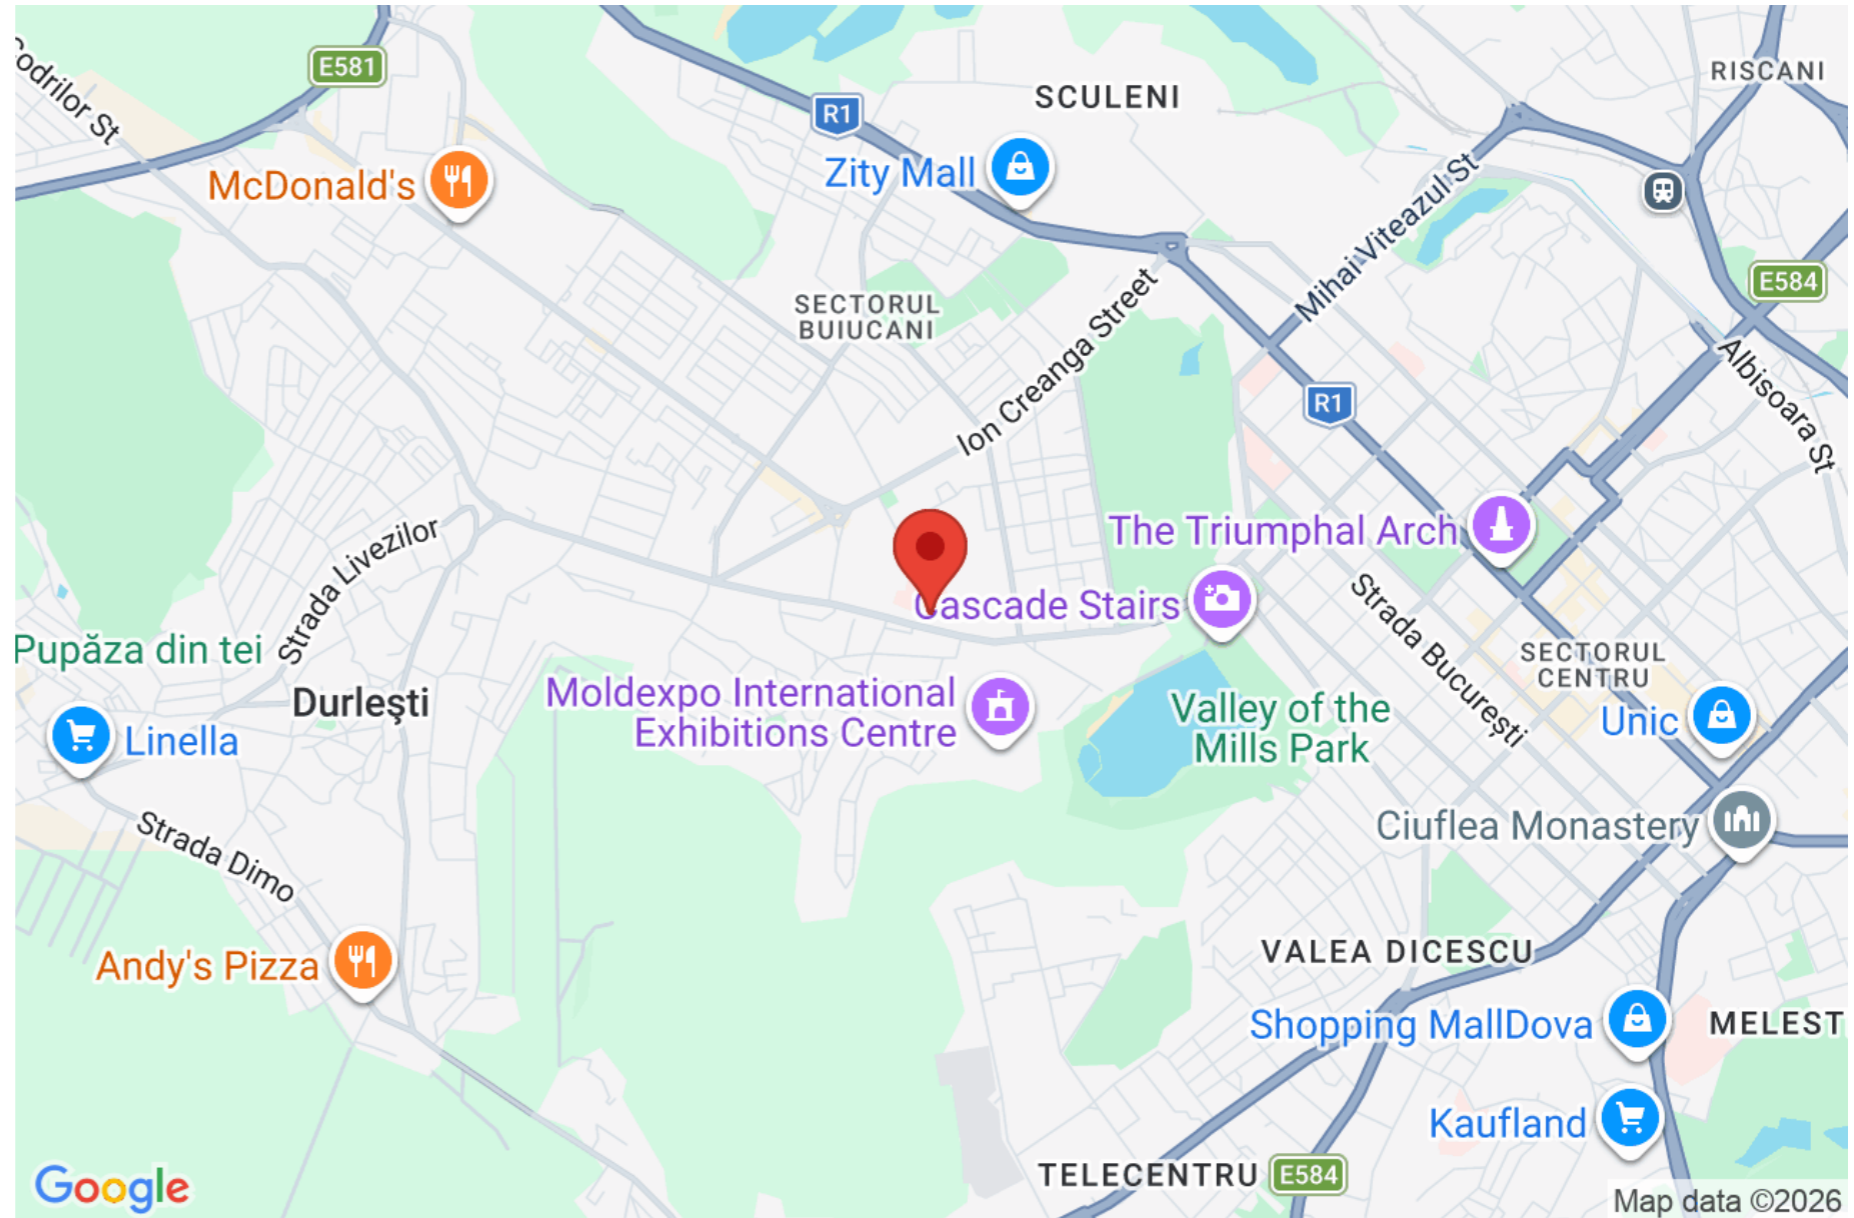 Codrilor St
E581
R1
SCULENI
RISCANI
McDonald's
Zity Mall
Mihai Viteazul St
E584
SECTORUL
BUIUCANI
Ion Creanga Street
R1
Albisoara St
The Triumphal Arch
Strada Livezilor
Cascade Stairs
Strada București
Pupăza din tei
SECTORUL
CENTRU
Durleşti
Moldexpo International
Exhibitions Centre
Valley of the
Mills Park
Unic
Linella
Strada Dimo
Ciuflea Monastery
Andy's Pizza
VALEA DICESCU
Shopping MallDova
MELEST
Kaufland
TELECENTRU
E584
Google
Map data ©2026